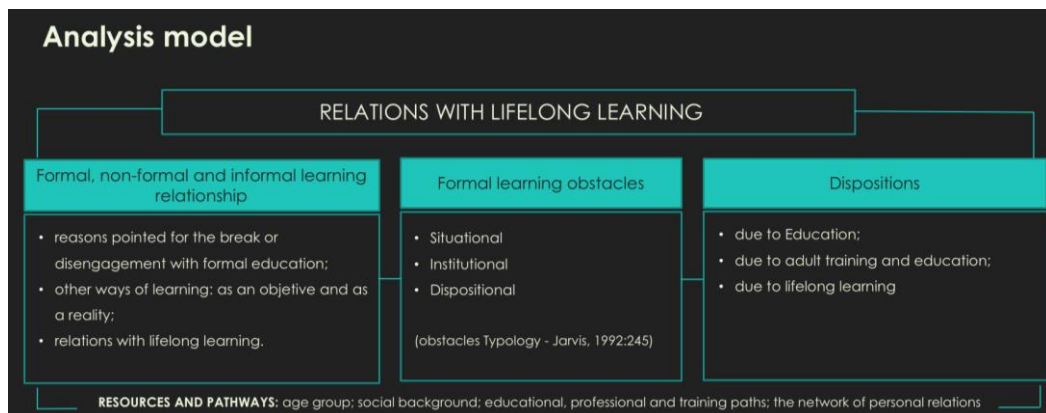 Analysis model
RELATIONS WITH LIFELONG LEARNING
Formal, non-formal and informal learning
relationship
• reasons pointed for the break or
disengagement with formal education;
• other ways of learning: as an objetive and as
a reality;
• relations with lifelong learning.
Formal learning obstacles
• Situational
• Institutional
• Dispositional
(obstacles Typology - Jarvis, 1992:245)
Dispositions
• due to Education;
• due to adult training and education;
• due to lifelong learning
RESOURCES AND PATHWAYS: age group; social background; educational, professional and training paths; the network of personal relations